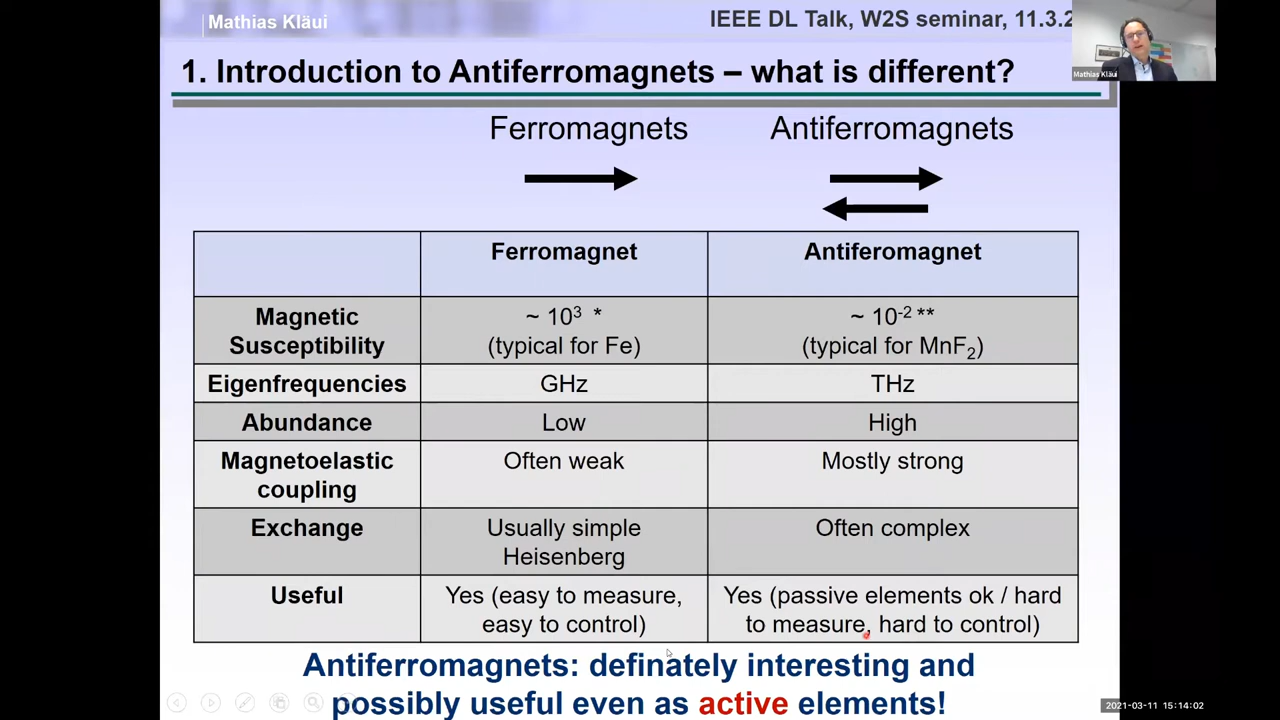 Mathias Kläui
IEEE DL Talk, W2S seminar, 11.3.2
Mathias Kläui
1. Introduction to Antiferromagnets – what is different?
Ferromagnets
Antiferromagnets
Ferromagnet
Antiferomagnet
Magnetic
Susceptibility
~ 10³ *
(typical for Fe)
~ 10⁻² **
(typical for MnF₂)
Eigenfrequencies
GHz
THz
Abundance
Low
High
Magnetoelastic
coupling
Often weak
Mostly strong
Exchange
Usually simple
Heisenberg
Often complex
Useful
Yes (easy to measure,
easy to control)
Yes (passive elements ok / hard
to measure, hard to control)
Antiferromagnets: definately interesting and
possibly useful even as active elements!
2021-03-11 15:14:02